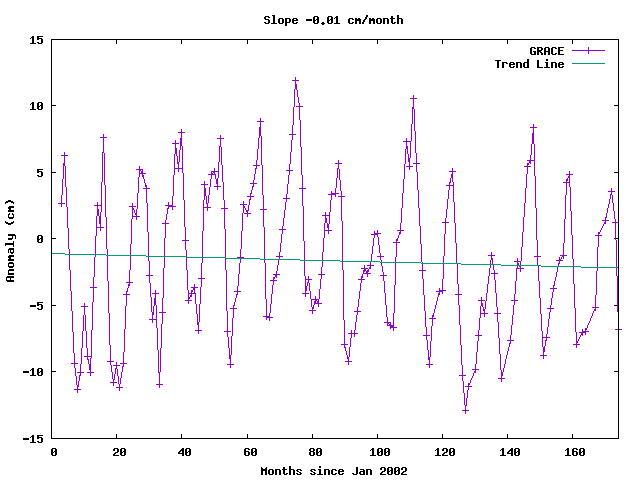 Slope -0.01 cm/month
GRACE
Trend Line
15
10
5
0
-5
-10
-15
Anomaly (cm)
0 20 40 60 80 100 120 140 160
Months since Jan 2002